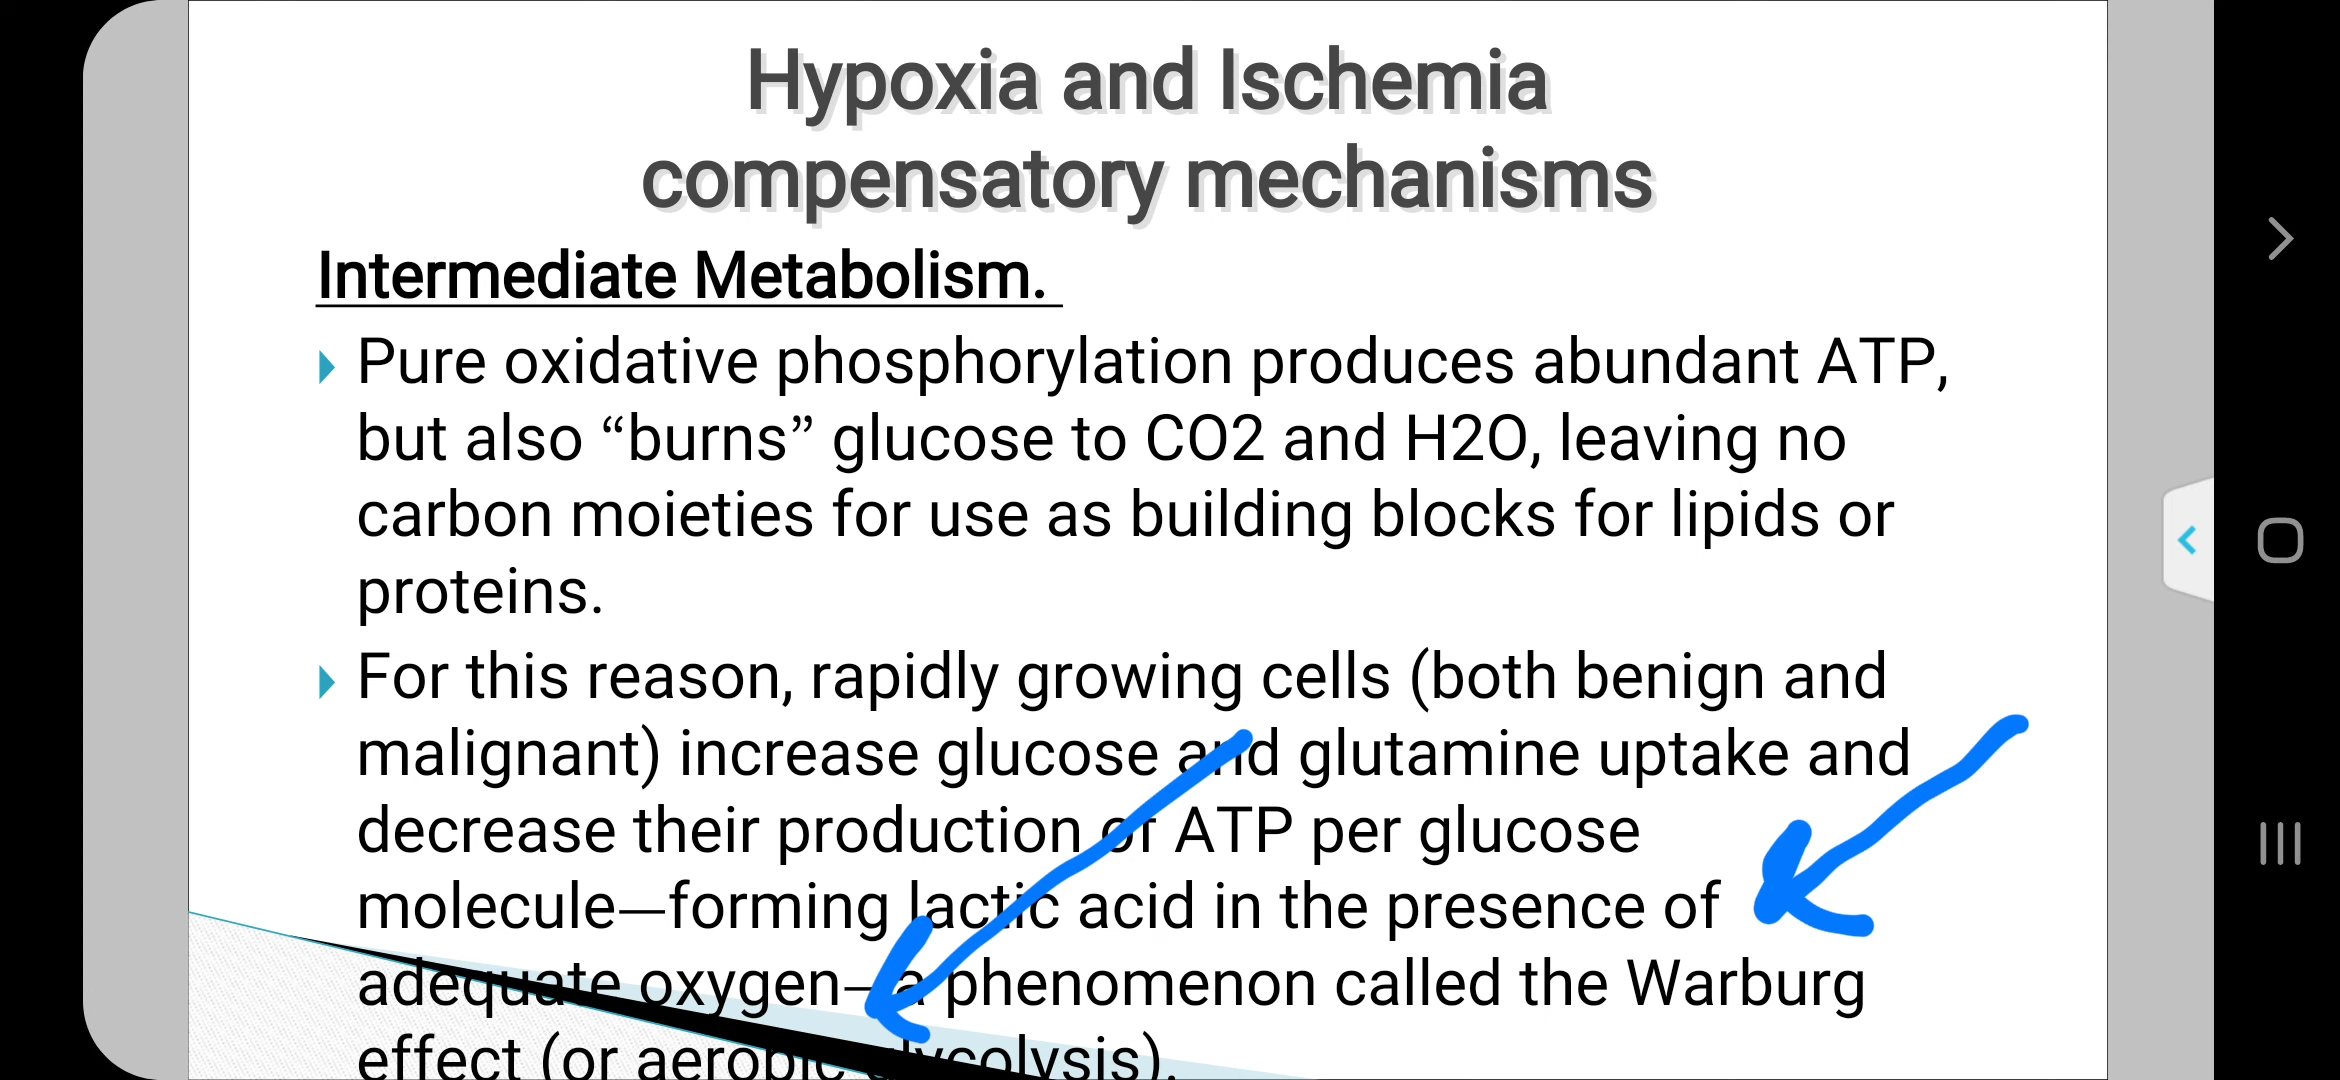 Hypoxia and Ischemia
compensatory mechanisms
Intermediate Metabolism.
Pure oxidative phosphorylation produces abundant ATP,
but also “burns” glucose to CO2 and H2O, leaving no
carbon moieties for use as building blocks for lipids or
proteins.
For this reason, rapidly growing cells (both benign and
malignant) increase glucose and glutamine uptake and
decrease their production of ATP per glucose
molecule—forming lactic acid in the presence of
adequate oxygen—a phenomenon called the Warburg
effect (or aerobic glycolysis).